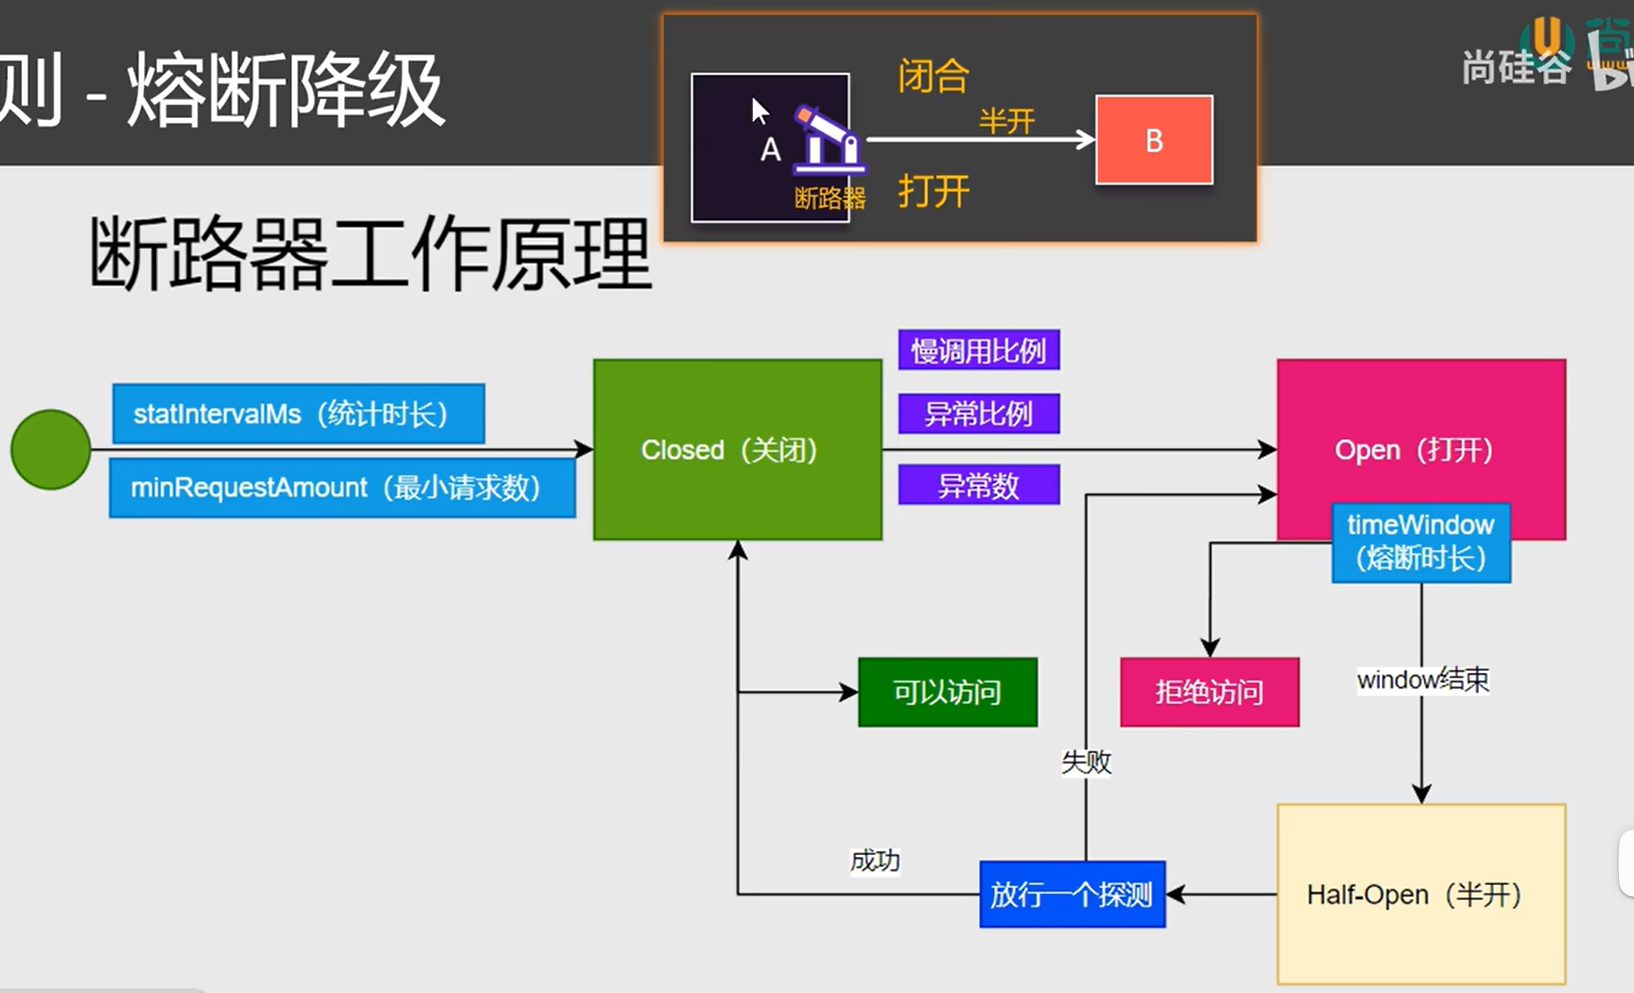 则 - 熔断降级
闭合
半开
A
B
断路器
打开
尚硅谷
断路器工作原理
statIntervalMs（统计时长）
minRequestAmount（最小请求数）
Closed（关闭）
慢调用比例
异常比例
异常数
Open（打开）
timeWindow
（熔断时长）
可以访问
拒绝访问
window结束
失败
成功
放行一个探测
Half-Open（半开）